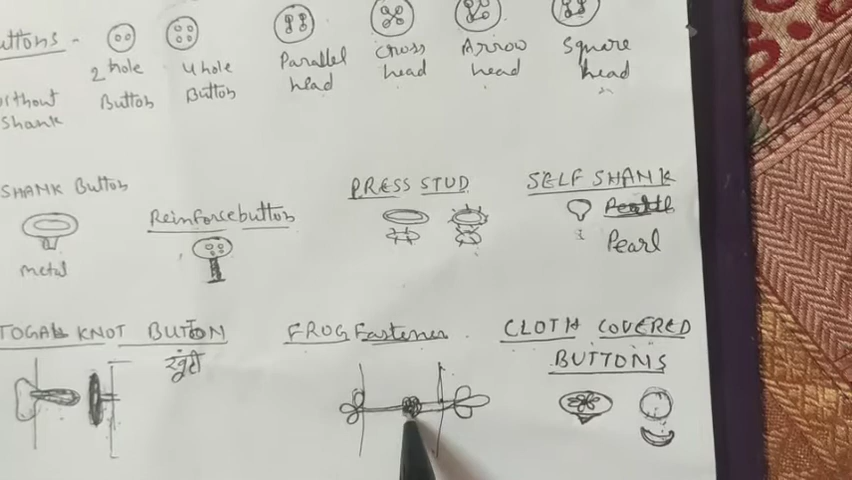 uttons -
2 hole
Button
4 hole
Button
Parallel
head
Cross
head
Arrow
head
Square
head
ithout
Shank
SHANK Button
metal
Reinforcebutton
PRESS STUD
SELF SHANK
Pearl
TOGAL KNOT BUTTON
खूंटी
FROG Fastener
CLOTH COVERED
BUTTONS